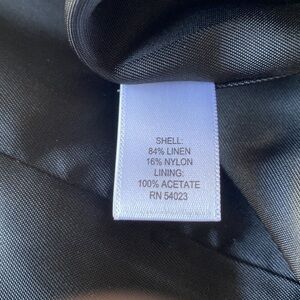 SHELL:
84% LINEN
16% NYLON
LINING:
100% ACETATE
RN 54023